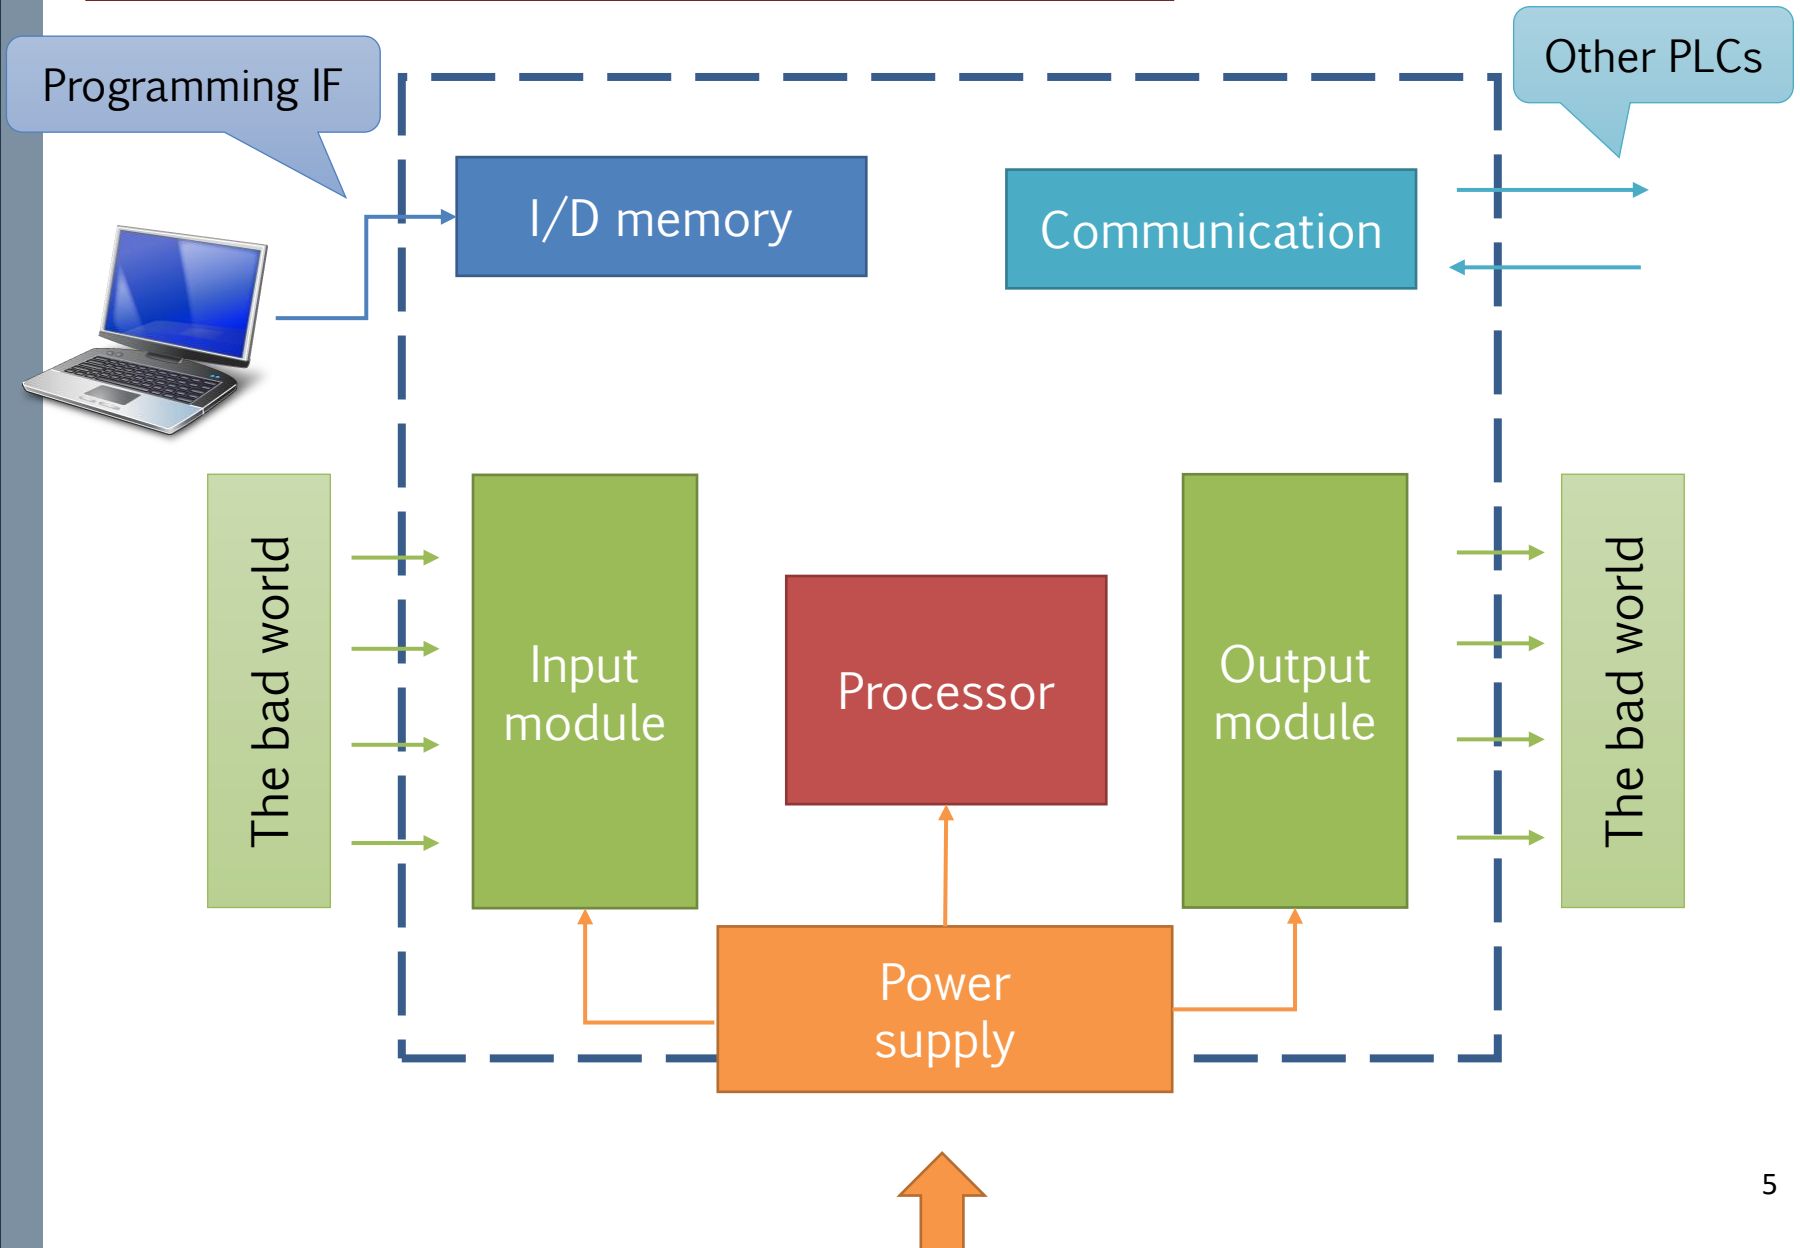 Programming IF
Other PLCs
I/D memory
Communication
The bad world
Input
module
Processor
Output
module
The bad world
Power
supply
5